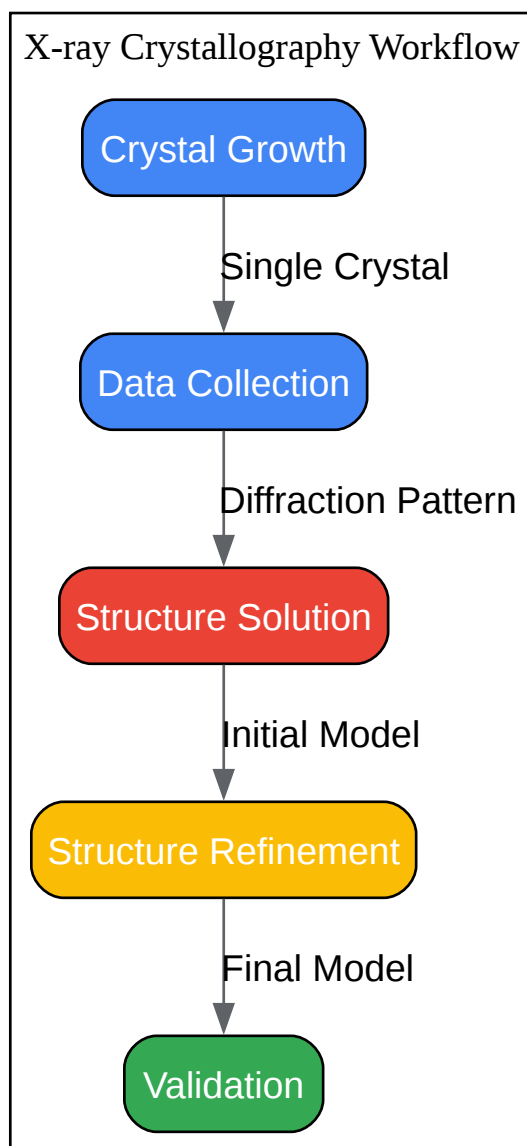 X-ray Crystallography Workflow
Crystal Growth
Single Crystal
Data Collection
Diffraction Pattern
Structure Solution
Initial Model
Structure Refinement
Final Model
Validation